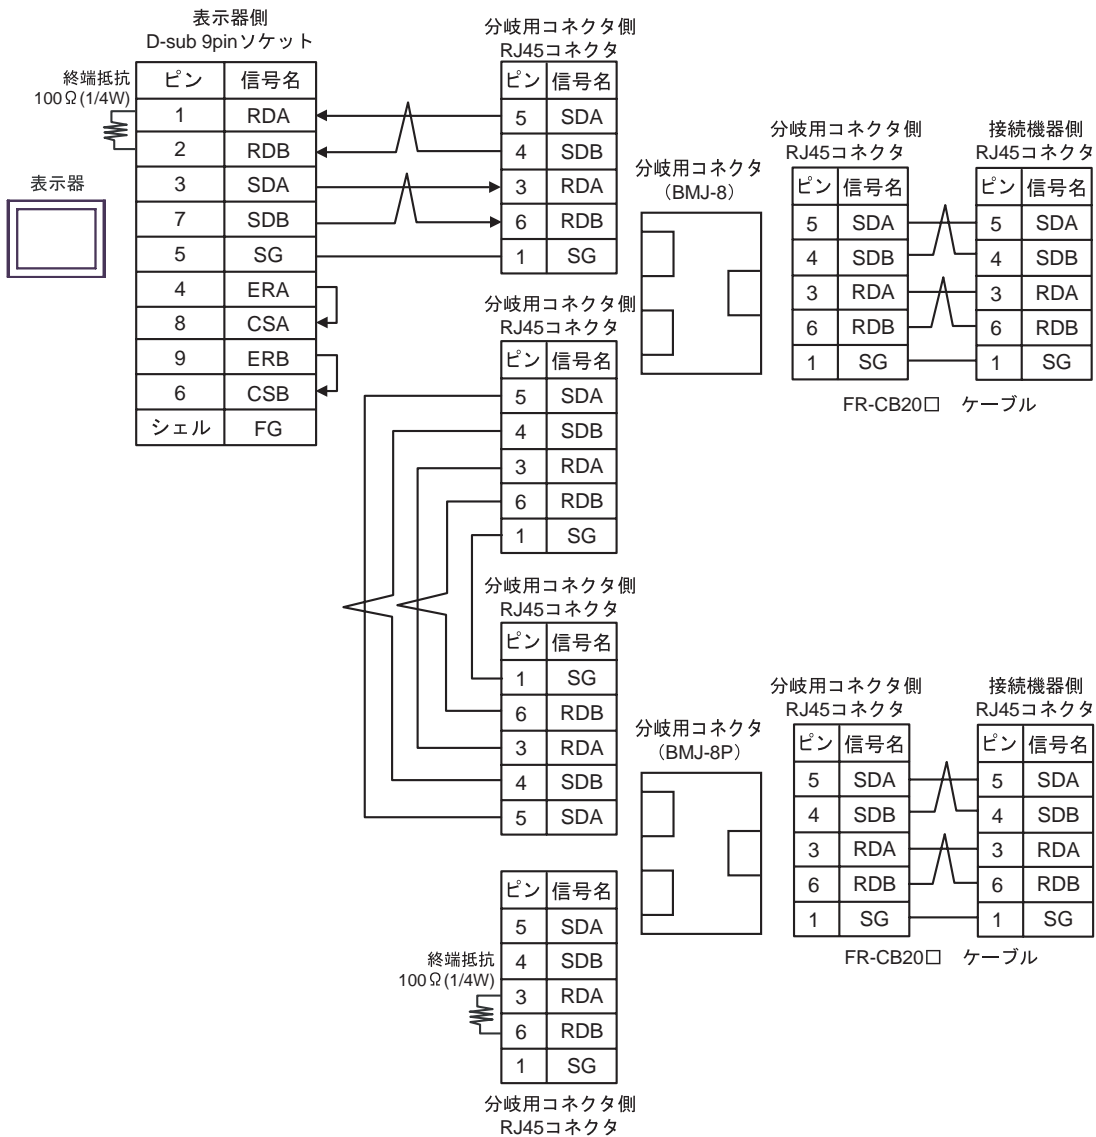 表示器側
D-sub 9pinソケット
終端抵抗
100Ω(1/4W)
ピン 信号名
1 RDA
2 RDB
3 SDA
7 SDB
5 SG
4 ERA
8 CSA
9 ERB
6 CSB
シェル FG
表示器
分岐用コネクタ側
RJ45コネクタ
ピン 信号名
5 SDA
4 SDB
3 RDA
6 RDB
1 SG
分岐用コネクタ
(BMJ-8)
分岐用コネクタ側
RJ45コネクタ
ピン 信号名
5 SDA
4 SDB
3 RDA
6 RDB
1 SG
接続機器側
RJ45コネクタ
ピン 信号名
5 SDA
4 SDB
3 RDA
6 RDB
1 SG
FR-CB20□ ケーブル
分岐用コネクタ側
RJ45コネクタ
ピン 信号名
5 SDA
4 SDB
3 RDA
6 RDB
1 SG
分岐用コネクタ側
RJ45コネクタ
ピン 信号名
1 SG
6 RDB
3 RDA
4 SDB
5 SDA
分岐用コネクタ
(BMJ-8P)
分岐用コネクタ側
RJ45コネクタ
ピン 信号名
5 SDA
4 SDB
3 RDA
6 RDB
1 SG
接続機器側
RJ45コネクタ
ピン 信号名
5 SDA
4 SDB
3 RDA
6 RDB
1 SG
FR-CB20□ ケーブル
終端抵抗
100Ω(1/4W)
ピン 信号名
5 SDA
4 SDB
3 RDA
6 RDB
1 SG
分岐用コネクタ側
RJ45コネクタ